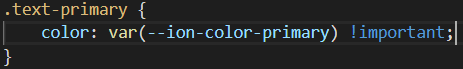 .text-primary {
    color: var(--ion-color-primary) !important;
}